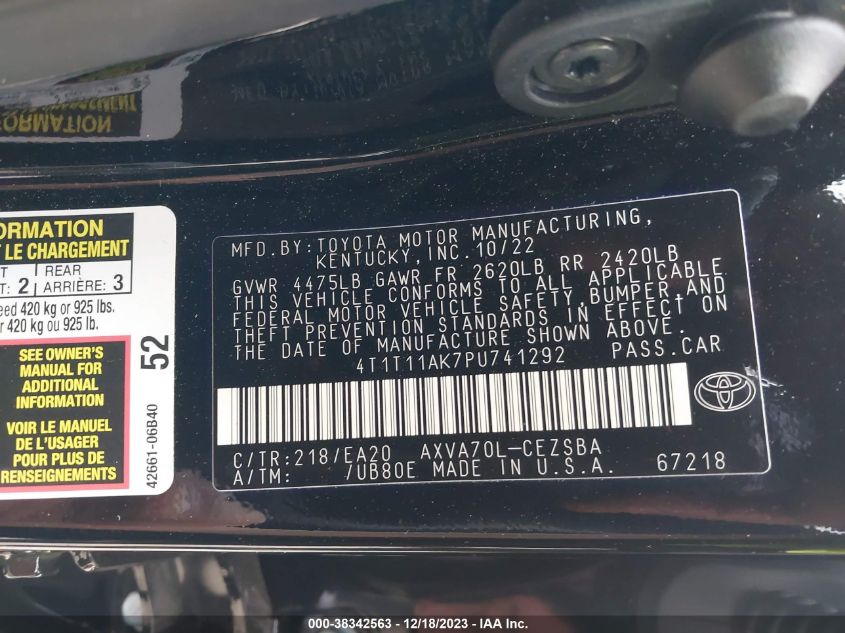 ORMATION
FORMATION
T LE CHARGEMENT
T REAR
T: 2 ARRIÈRE: 3
eed 420 kg or 925 lbs.
r 420 kg ou 925 lb.
SEE OWNER'S
MANUAL FOR
ADDITIONAL
INFORMATION
VOIR LE MANUEL
DE L'USAGER
POUR PLUS DE
RENSEIGNEMENTS
52
42661-06B40
MFD.BY:TOYOTA MOTOR MANUFACTURING,
KENTUCKY,INC.10/22
GVWR 4475LB GAWR FR 2620LB RR 2420LB
THIS VEHICLE CONFORMS TO ALL APPLICABLE
FEDERAL MOTOR VEHICLE SAFETY,BUMPER,AND
THEFT PREVENTION STANDARDS IN EFFECT ON
THE DATE OF MANUFACTURE SHOWN ABOVE.
4T1T11AK7PU741292 PASS.CAR
C/TR:218/EA20 AXVA70L-CEZSBA
A/TM: /UB80E MADE IN U.S.A. 67218
000-38342563 - 12/18/2023 - IAA Inc.